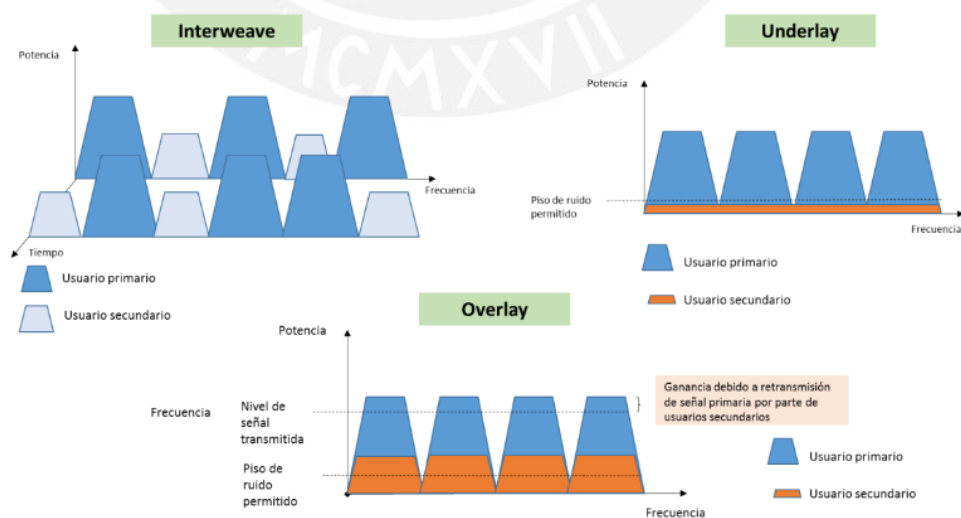 Interweave
Underlay
MCMXVII
Potencia
Frecuencia
Tiempo
Usuario primario
Usuario secundario
Potencia
Piso de ruido
permitido
Frecuencia
Usuario primario
Usuario secundario
Overlay
Potencia
Frecuencia
Nivel de
señal
transmitida
Piso de
ruido
permitido
Frecuencia
Ganancia debido a retransmisión
de señal primaria por parte de
usuarios secundarios
Usuario primario
Usuario secundario